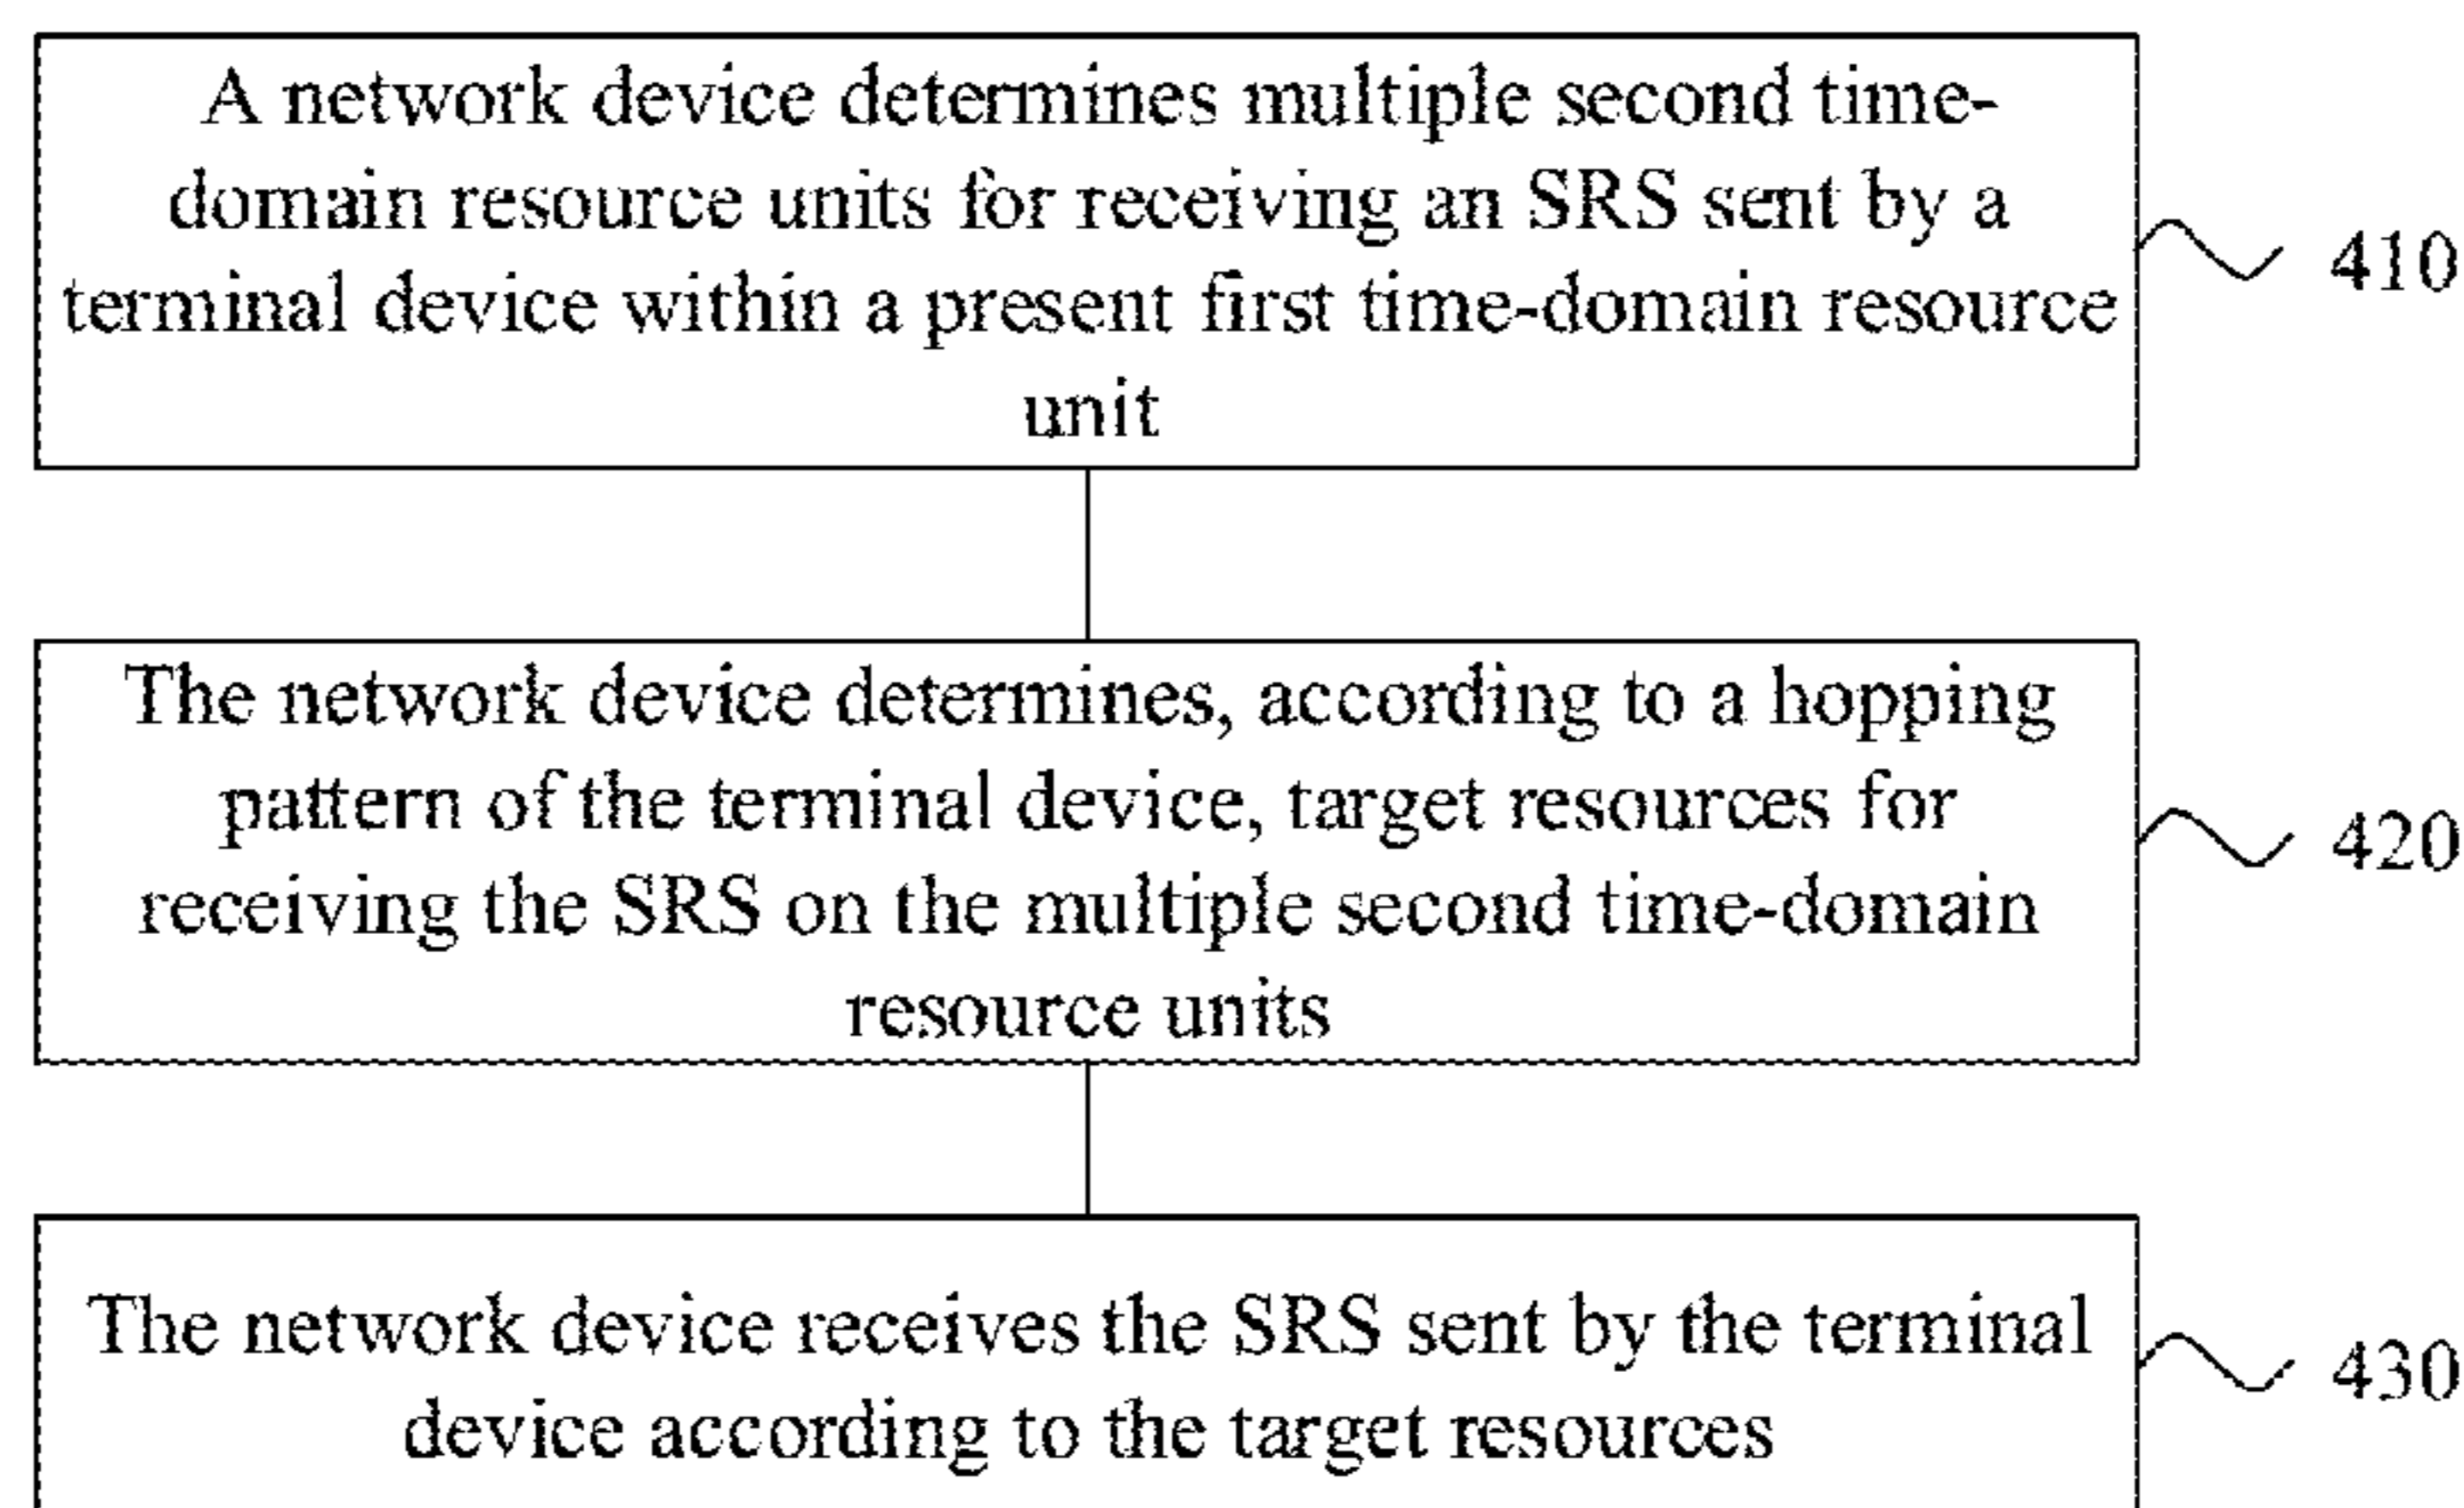 A network device determines multiple second time-
domain resource units for receiving an SRS sent by a
terminal device within a present first time-domain resource
unit
410
The network device determines, according to a hopping
pattern of the terminal device, target resources for
receiving the SRS on the multiple second time-domain
resource units
420
The network device receives the SRS sent by the terminal
device according to the target resources
430